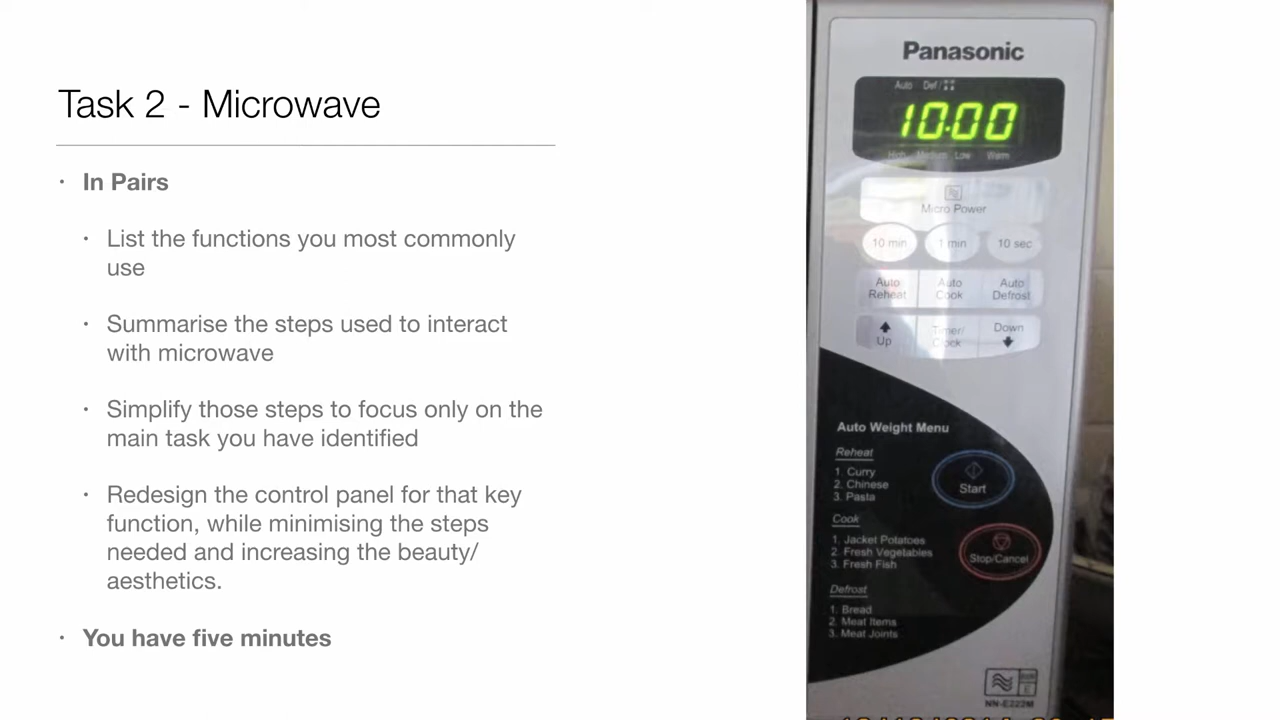 Task 2 - Microwave
• In Pairs
• List the functions you most commonly
use
• Summarise the steps used to interact
with microwave
• Simplify those steps to focus only on the
main task you have identified
• Redesign the control panel for that key
function, while minimising the steps
needed and increasing the beauty/
aesthetics.
• You have five minutes
Panasonic
Auto Def/
10:00
High Medium Low Warm
Micro Power
10 min 1 min 10 sec
Auto Reheat
Auto Cook
Auto Defrost
Up
Timer/
Clock
Down
Auto Weight Menu
Reheat
1. Curry
2. Chinese
3. Pasta
Start
Cook
1. Jacket Potatoes
2. Fresh Vegetables
3. Fresh Fish
Stop/Cancel
Defrost
1. Bread
2. Meat Items
3. Meat Joints
E
NN-E222M